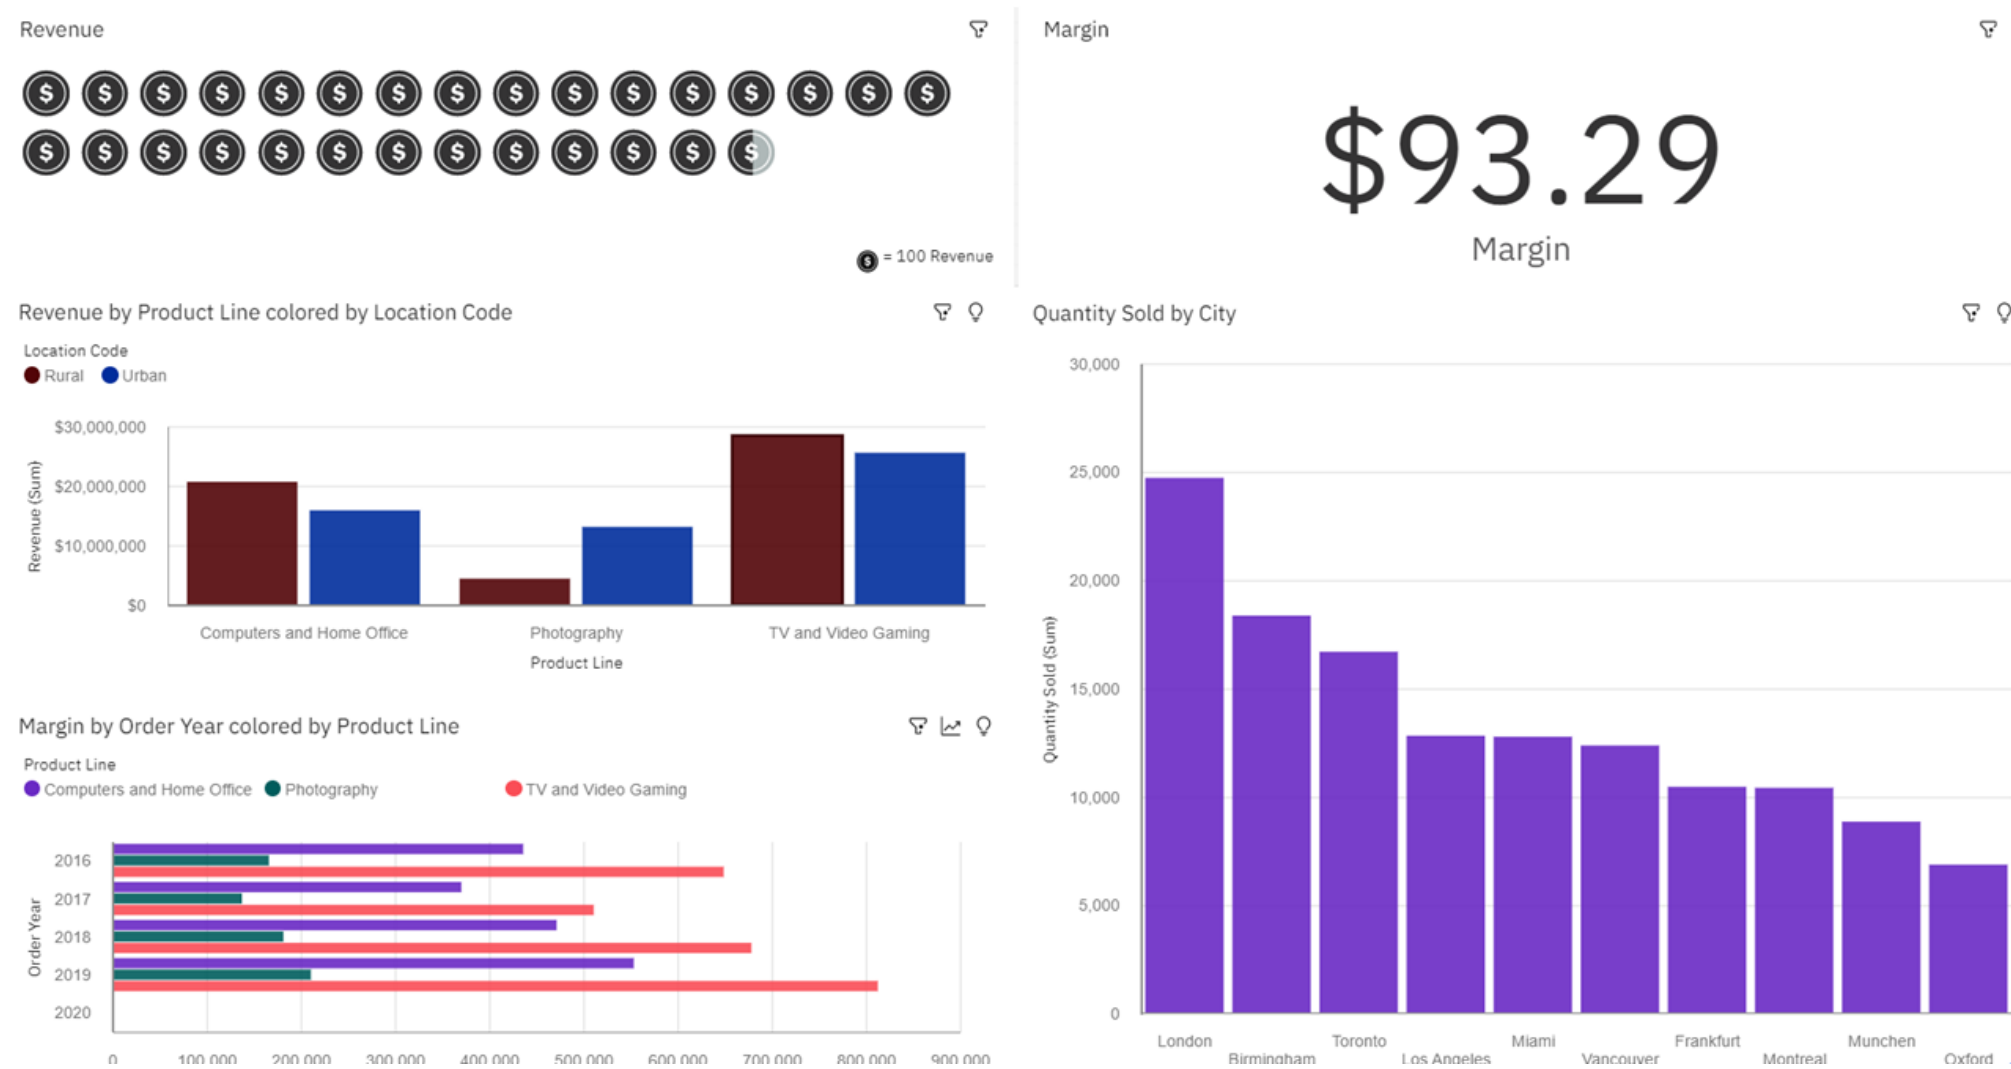 Revenue
= 100 Revenue
Margin
$93.29
Margin
Revenue by Product Line colored by Location Code
Location Code
Rural Urban
$30,000,000
$20,000,000
$10,000,000
$0
Revenue (Sum)
Computers and Home Office Photography TV and Video Gaming
Product Line
Margin by Order Year colored by Product Line
Product Line
Computers and Home Office Photography TV and Video Gaming
Order Year
2016
2017
2018
2019
2020
0 100,000 200,000 300,000 400,000 500,000 600,000 700,000 800,000 900,000
Quantity Sold by City
30,000
25,000
20,000
15,000
10,000
5,000
0
Quantity Sold (Sum)
London Toronto Miami Frankfurt Munchen
Birmingham Los Angeles Vancouver Montreal Oxford